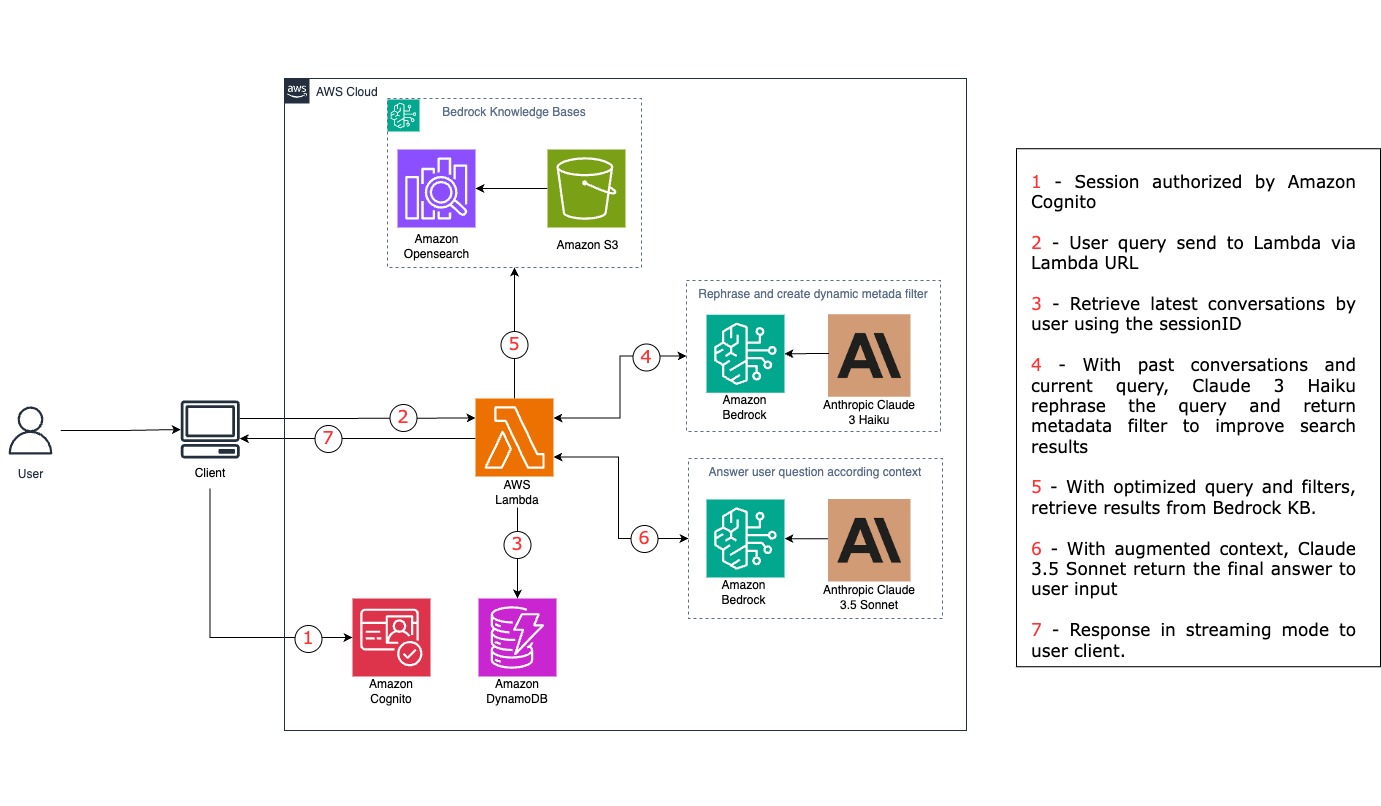 aws
AWS Cloud
Bedrock Knowledge Bases
Amazon
Opensearch
Amazon S3
Rephrase and create dynamic metada filter
Amazon
Bedrock
Anthropic Claude
3 Haiku
5
4
2
7
User
Client
AWS
Lambda
Answer user question according context
Amazon
Bedrock
Anthropic Claude
3.5 Sonnet
6
3
1
Amazon
Cognito
Amazon
DynamoDB
1 - Session authorized by Amazon
Cognito
2 - User query send to Lambda via
Lambda URL
3 - Retrieve latest conversations by
user using the sessionID
4 - With past conversations and
current query, Claude 3 Haiku
rephrase the query and return
metadata filter to improve search
results
5 - With optimized query and filters,
retrieve results from Bedrock KB.
6 - With augmented context, Claude
3.5 Sonnet return the final answer to
user input
7 - Response in streaming mode to
user client.